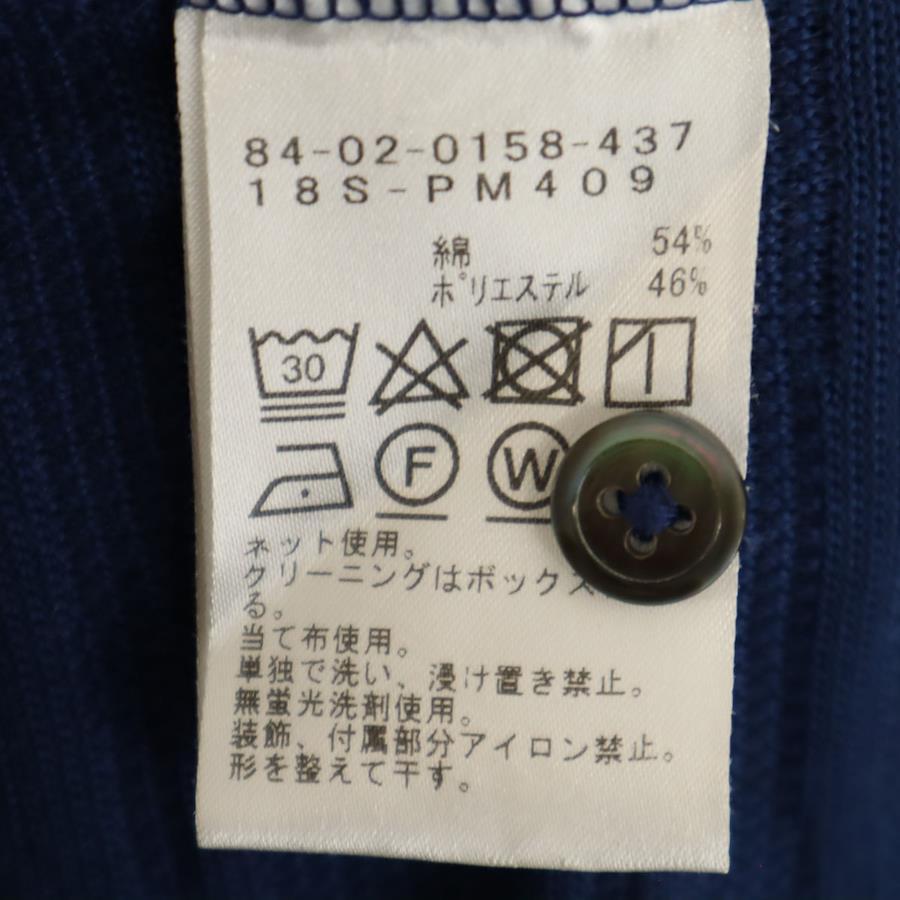 84-02-0158-437
18S-PM409
綿 54%
ポリエステル 46%
30
F W
ネット使用。
クリーニングはボックス
る。
当て布使用。
単独で洗い、浸け置き禁止。
無蛍光洗剤使用。
装飾、付属部分アイロン禁止。
形を整えて干す。